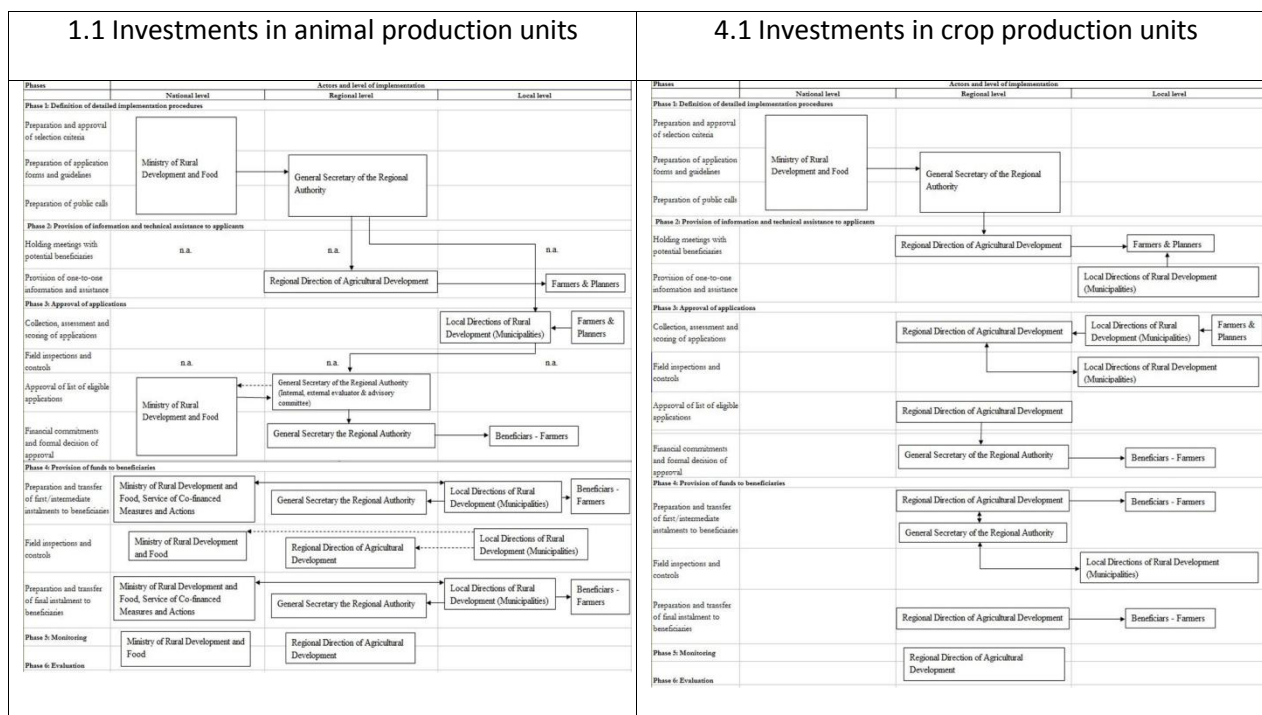 1.1 Investments in animal production units
Phases
Actors and level of implementation
National level
Regional level
Local level
Phase 1: Definition of detailed implementation procedures
Preparation and approval
of selection criteria
Preparation of application
forms and guidelines
Preparation of public calls
Ministry of Rural
Development and Food
General Secretary of the Regional
Authority
Phase 2: Provision of information and technical assistance to applicants
Holding meetings with
potential beneficiaries
n.a.
n.a.
n.a.
Provision of one-to-one
information and assistance
Regional Direction of Agricultural Development
Farmers & Planners
Phase 3: Approval of applications
Collection, assessment and
scoring of applications
Local Directions of Rural
Development (Municipalities)
Farmers &
Planners
Field inspections and
controls
n.a.
n.a.
n.a.
Approval of list of eligible
applications
Ministry of Rural
Development and Food
General Secretary of the Regional Authority
(Internal, external evaluator & advisory
committee)
Financial commitments
and formal decision of
approval
General Secretary the Regional Authority
Beneficiars - Farmers
Phase 4: Provision of funds to beneficiaries
Preparation and transfer
of first/intermediate
instalments to beneficiaries
Ministry of Rural Development and
Food, Service of Co-financed
Measures and Actions
General Secretary the Regional Authority
Local Directions of Rural
Development (Municipalities)
Beneficiars -
Farmers
Field inspections and
controls
Ministry of Rural Development
and Food
Regional Direction of Agricultural
Development
Local Directions of Rural
Development (Municipalities)
Preparation and transfer
of final instalment to
beneficiaries
Ministry of Rural Development and
Food, Service of Co-financed
Measures and Actions
General Secretary the Regional Authority
Local Directions of Rural
Development (Municipalities)
Beneficiars -
Farmers
Phase 5: Monitoring
Ministry of Rural Development and
Food
Regional Direction of Agricultural
Development
Phase 6: Evaluation
4.1 Investments in crop production units
Phases
Actors and level of implementation
National level
Regional level
Local level
Phase 1: Definition of detailed implementation procedures
Preparation and approval
of selection criteria
Preparation of application
forms and guidelines
Preparation of public calls
Ministry of Rural
Development and Food
General Secretary of the Regional
Authority
Phase 2: Provision of information and technical assistance to applicants
Holding meetings with
potential beneficiaries
Regional Direction of Agricultural Development
Farmers & Planners
Provision of one-to-one
information and assistance
Local Directions of Rural Development
(Municipalities)
Phase 3: Approval of applications
Collection, assessment and
scoring of applications
Regional Direction of Agricultural Development
Local Directions of Rural
Development (Municipalities)
Farmers &
Planners
Field inspections and
controls
Local Directions of Rural Development
(Municipalities)
Approval of list of eligible
applications
Regional Direction of Agricultural Development
Financial commitments
and formal decision of
approval
General Secretary of the Regional Authority
Beneficiars - Farmers
Phase 4: Provision of funds to beneficiaries
Preparation and transfer
of first/intermediate
instalments to beneficiaries
Regional Direction of Agricultural Development
Beneficiars - Farmers
General Secretary of the Regional Authority
Field inspections and
controls
Local Directions of Rural Development
(Municipalities)
Preparation and transfer
of final instalment to
beneficiaries
Regional Direction of Agricultural Development
Beneficiars - Farmers
Phase 5: Monitoring
Regional Direction of Agricultural
Development
Phase 6: Evaluation